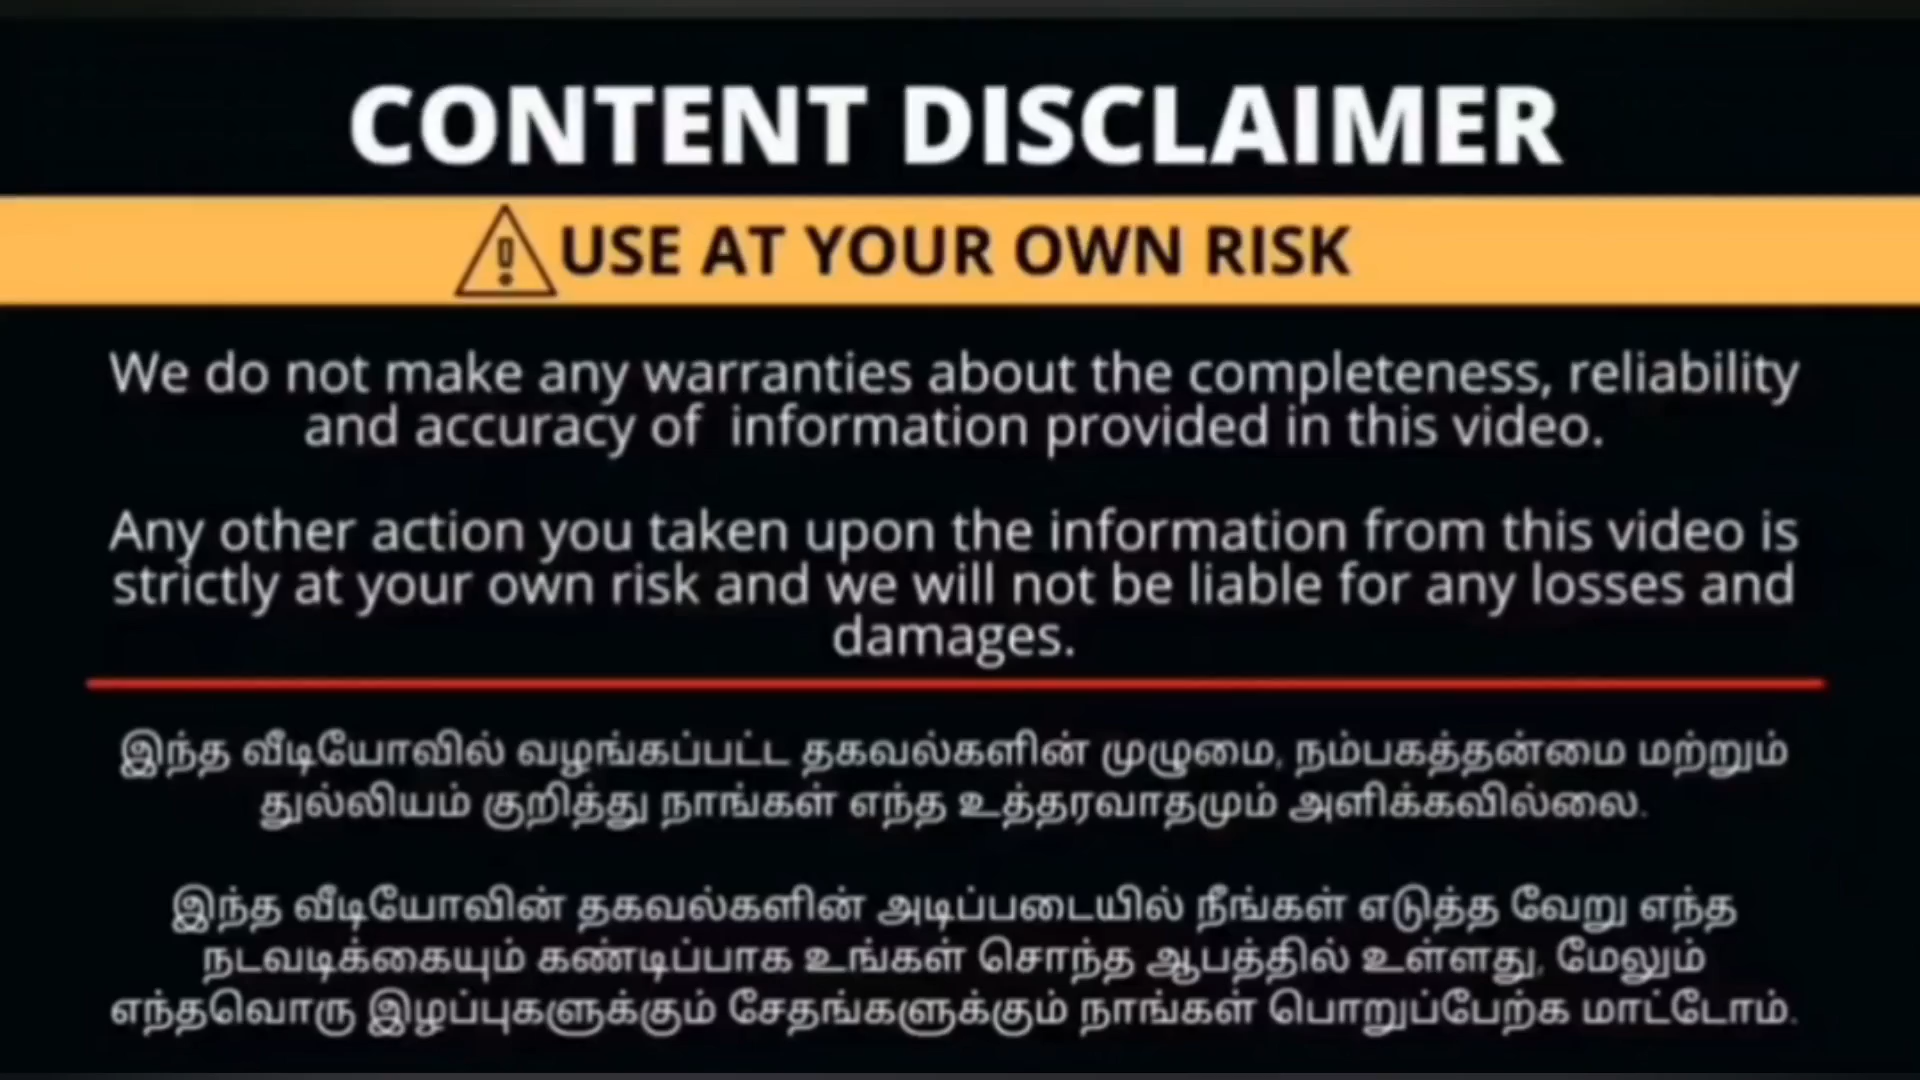 CONTENT DISCLAIMER
USE AT YOUR OWN RISK
We do not make any warranties about the completeness, reliability
and accuracy of information provided in this video.
Any other action you taken upon the information from this video is
strictly at your own risk and we will not be liable for any losses and
damages.
இந்த வீடியோவில் வழங்கப்பட்ட தகவல்களின் முழுமை, நம்பகத்தன்மை மற்றும்
துல்லியம் குறித்து நாங்கள் எந்த உத்தரவாதமும் அளிக்கவில்லை.
இந்த வீடியோவின் தகவல்களின் அடிப்படையில் நீங்கள் எடுத்த வேறு எந்த
நடவடிக்கையும் கண்டிப்பாக உங்கள் சொந்த ஆபத்தில் உள்ளது, மேலும்
எந்தவொரு இழப்புகளுக்கும் சேதங்களுக்கும் நாங்கள் பொறுப்பேற்க மாட்டோம்.